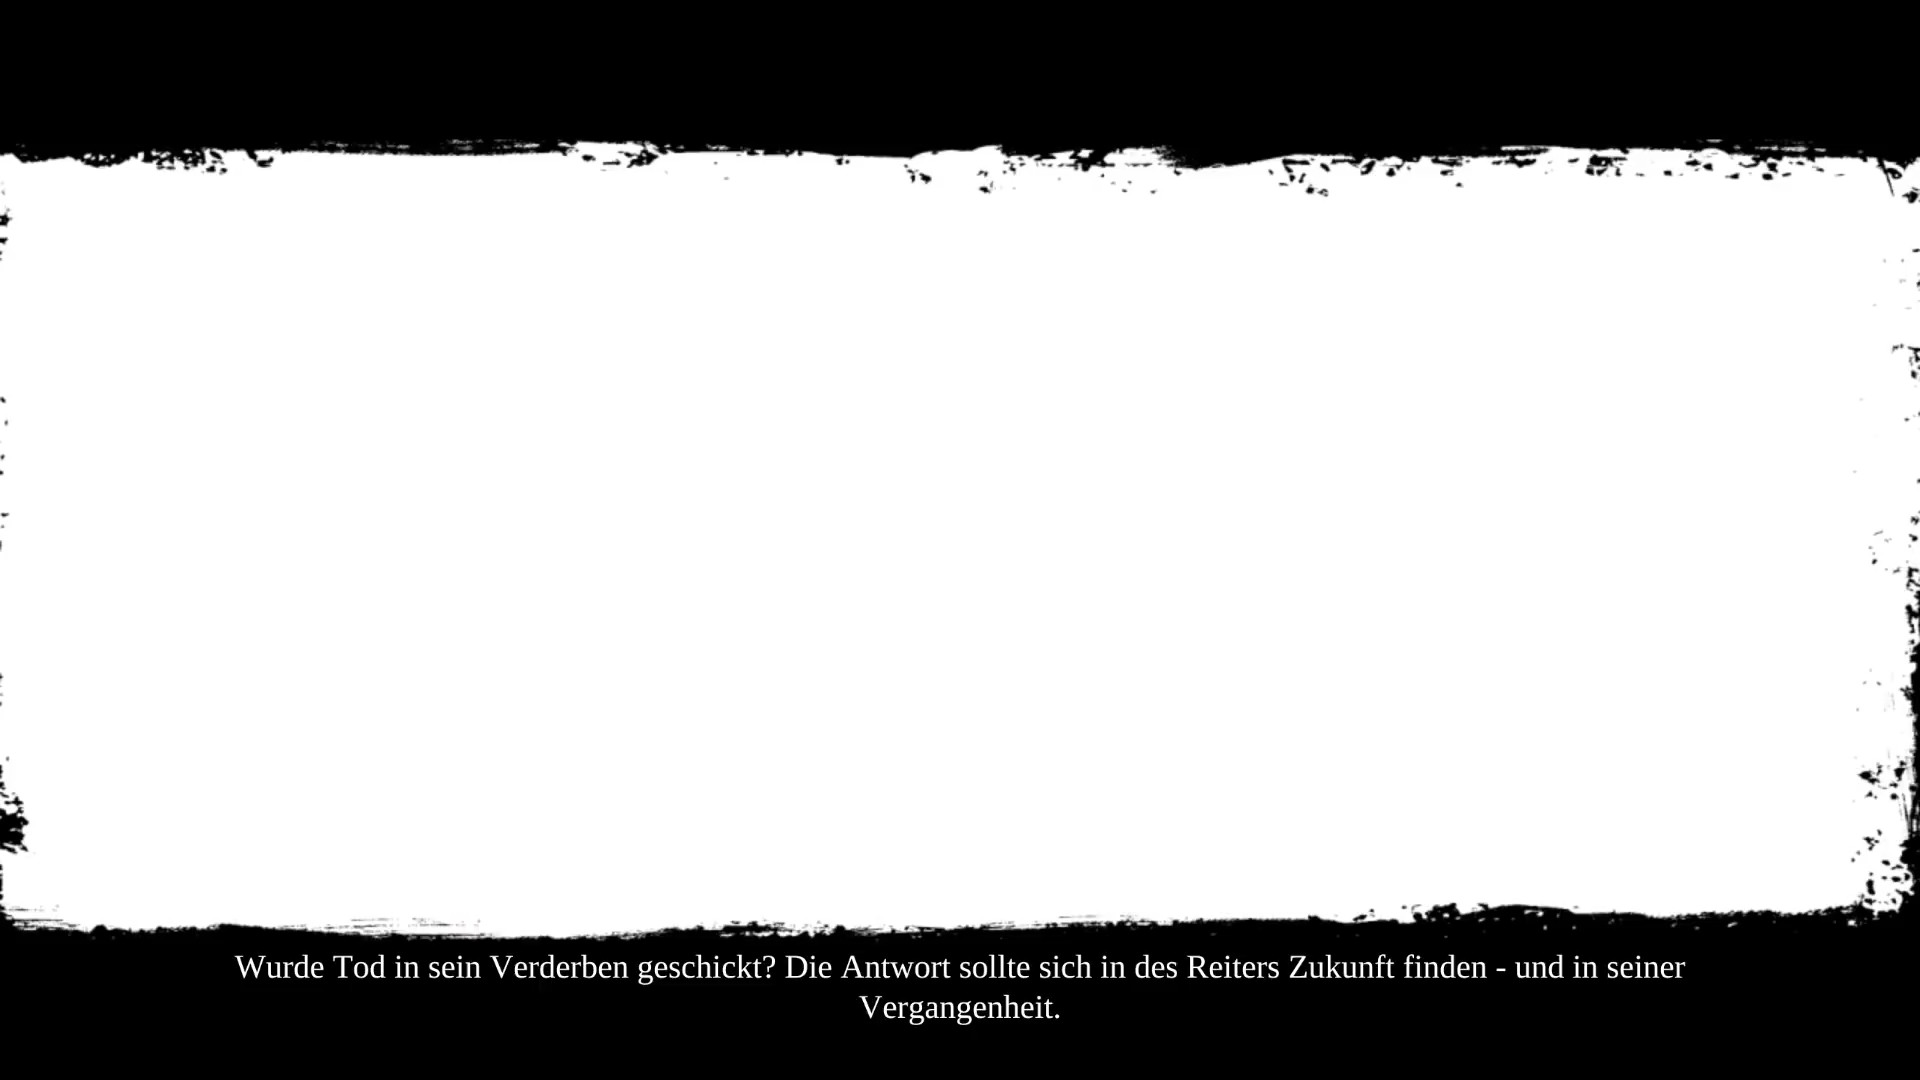 Wurde Tod in sein Verderben geschickt? Die Antwort sollte sich in des Reiters Zukunft finden - und in seiner
Vergangenheit.